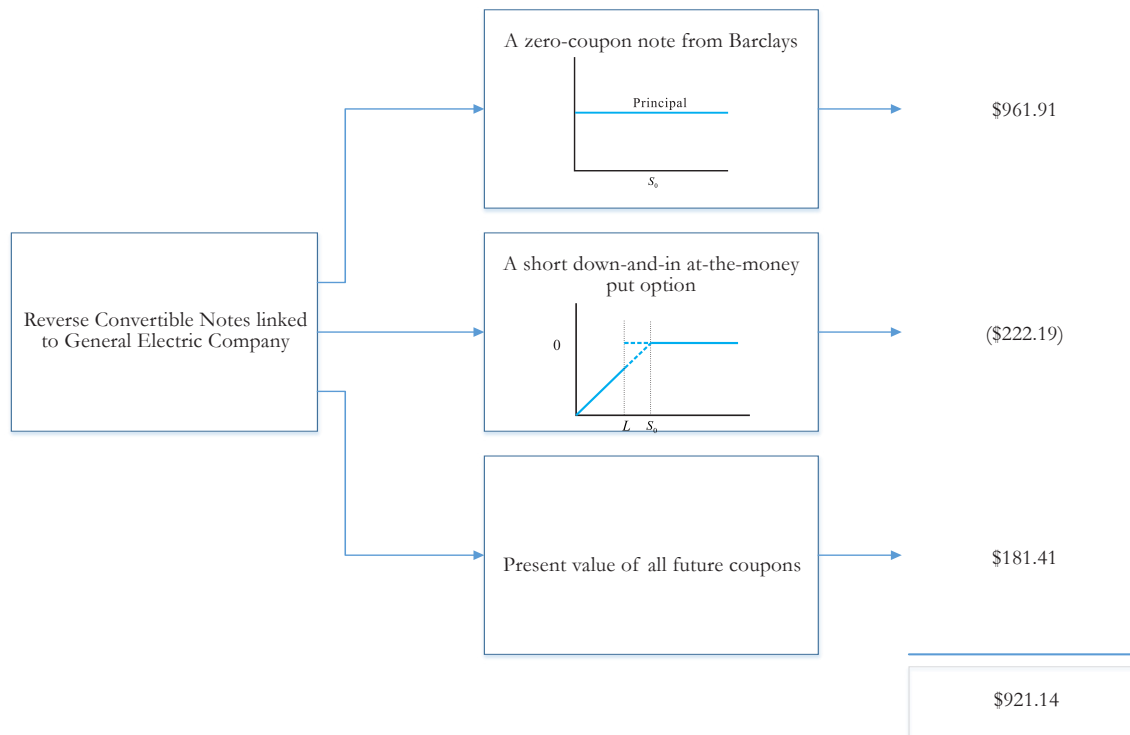 A zero-coupon note from Barclays
Principal
S₀
$961.91
Reverse Convertible Notes linked
to General Electric Company
A short down-and-in at-the-money
put option
0
L S₀
($222.19)
Present value of all future coupons
$181.41
$921.14